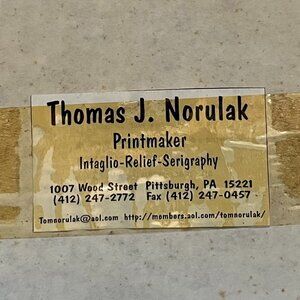 Thomas J. Norulak
Printmaker
Intaglio-Relief-Serigraphy
1007 Wood Street Pittsburgh, PA 15221
(412) 247-2772 Fax (412) 247-0457
Tomnorulak@aol.com http://members.aol.com/tomnorulak/